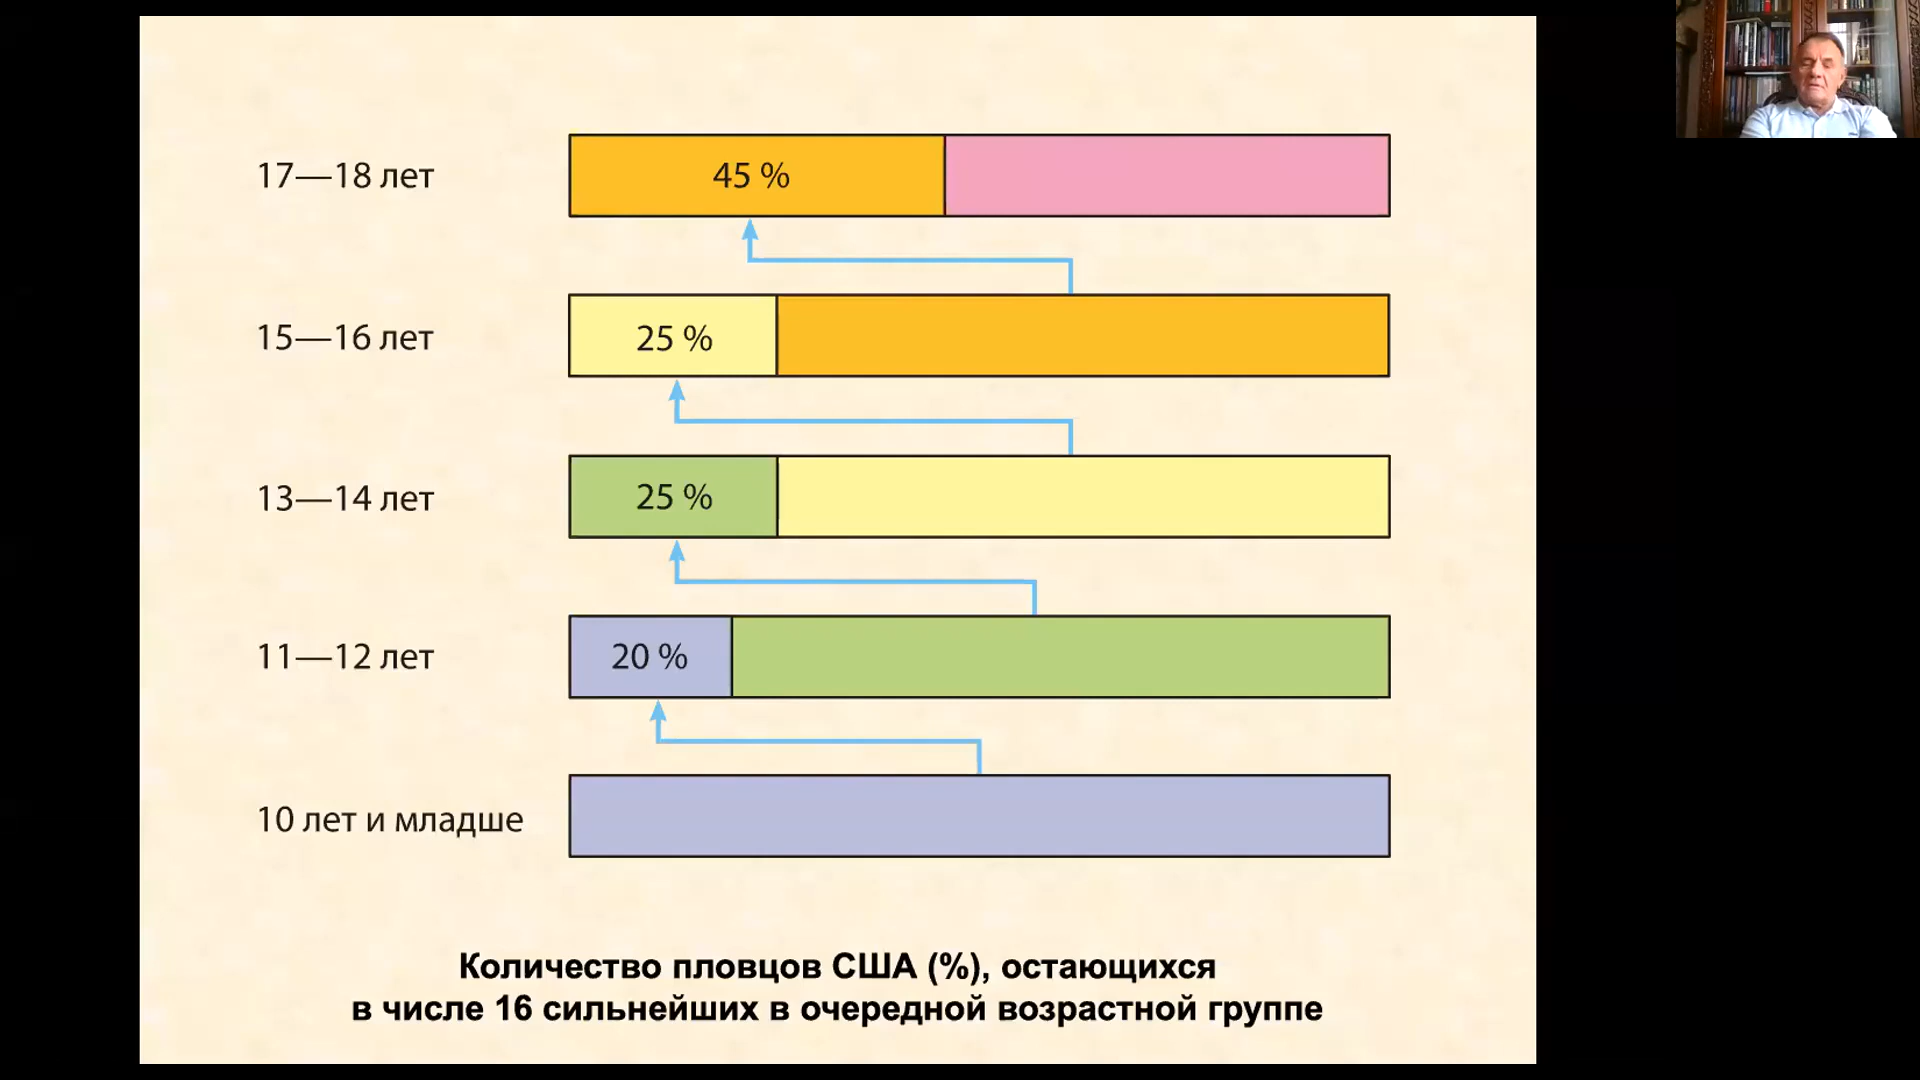 17—18 лет
45 %
15—16 лет
25 %
13—14 лет
25 %
11—12 лет
20 %
10 лет и младше
Количество пловцов США (%), остающихся
в числе 16 сильнейших в очередной возрастной группе